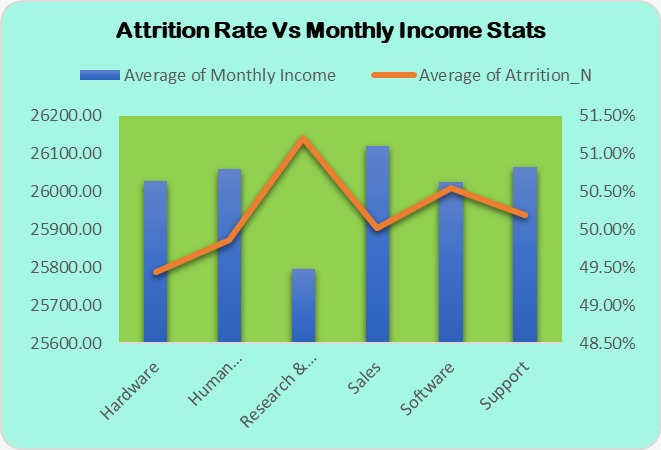 Attrition Rate Vs Monthly Income Stats
Average of Monthly Income
Average of Atrrition_N
26200.00
26100.00
26000.00
25900.00
25800.00
25700.00
25600.00
51.50%
51.00%
50.50%
50.00%
49.50%
49.00%
48.50%
Hardware
Human...
Research &...
Sales
Software
Support